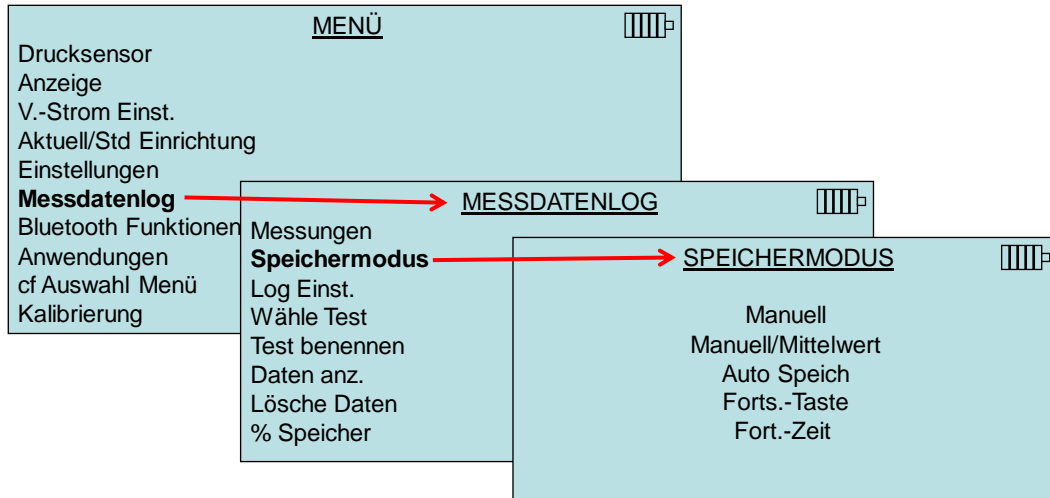 MENÜ
Drucksensor
Anzeige
V.-Strom Einst.
Aktuell/Std Einrichtung
Einstellungen
Messdatenlog
Bluetooth Funktionen
Anwendungen
cf Auswahl Menü
Kalibrierung
MESSDATENLOG
Messungen
Speichermodus
Log Einst.
Wähle Test
Test benennen
Daten anz.
Lösche Daten
% Speicher
SPEICHERMODUS
Manuell
Manuell/Mittelwert
Auto Speich
Forts.-Taste
Fort.-Zeit